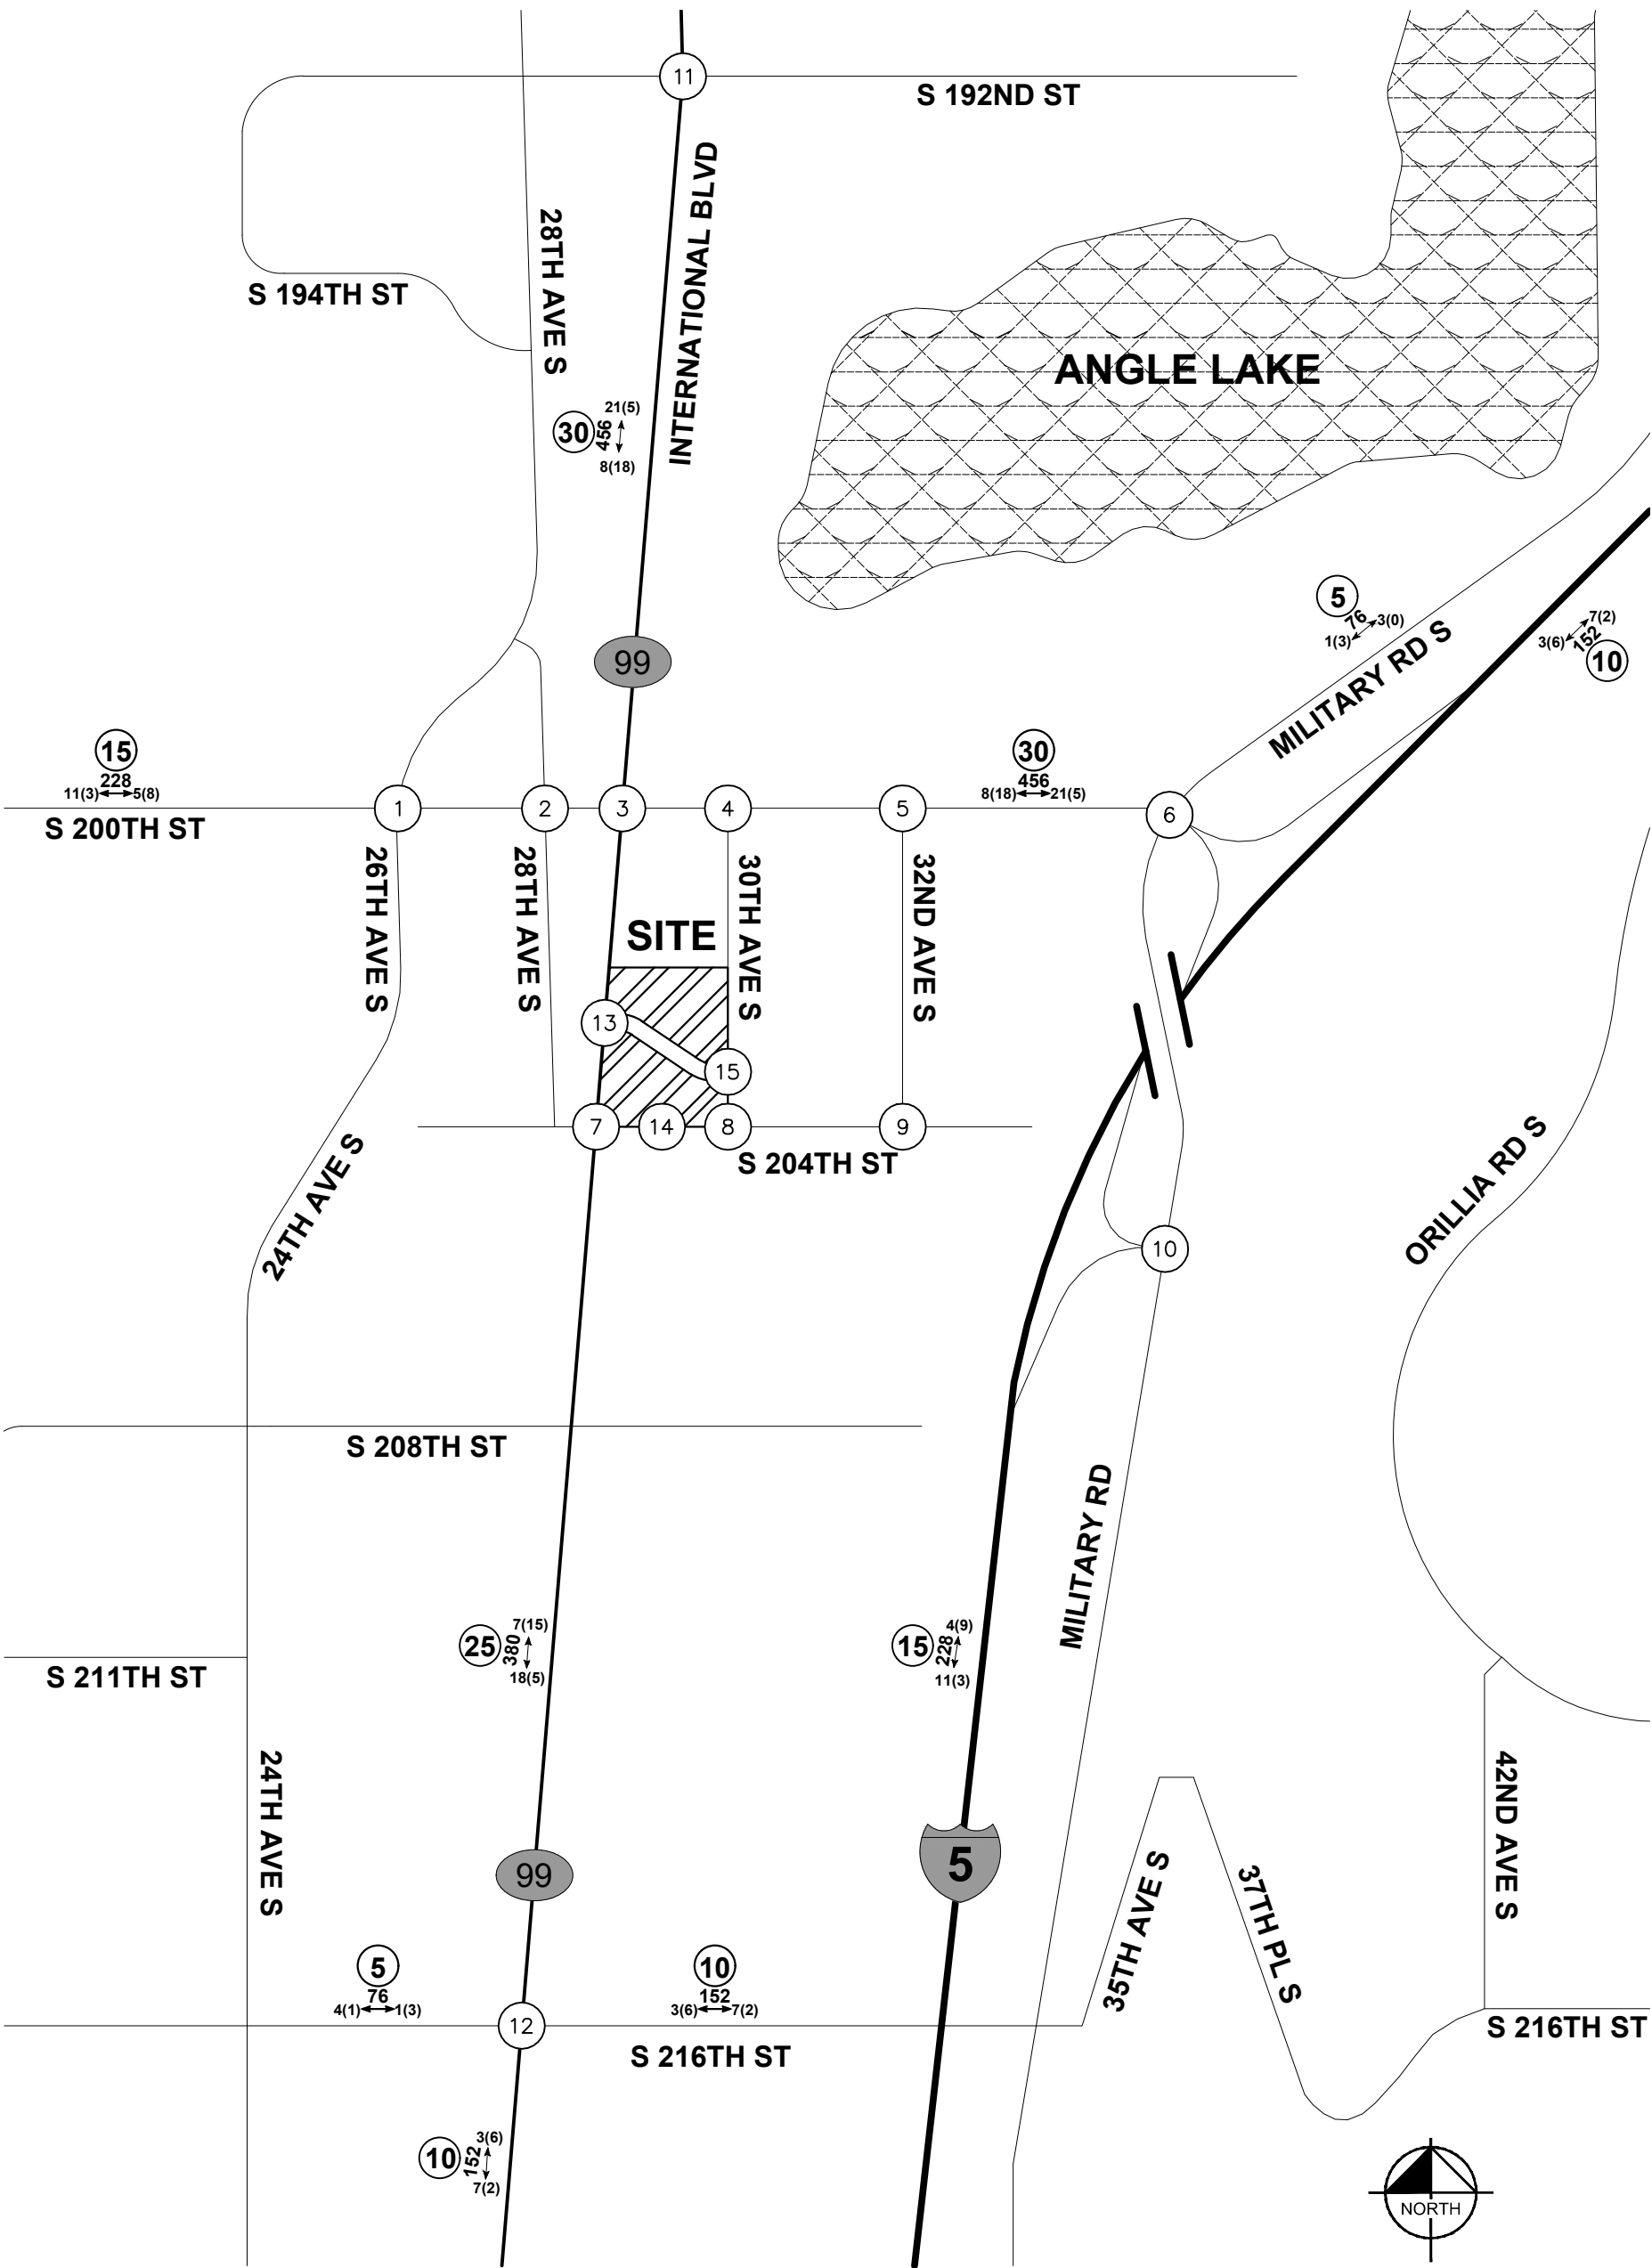 11
S 192ND ST
28TH AVE S
INTERNATIONAL BLVD
S 194TH ST
ANGLE LAKE
21(5)
30
456
8(18)
5
76
3(0)
1(3)
MILITARY RD S
7(2)
3(6)
152
10
99
15
228
11(3)
5(8)
30
456
8(18)
21(5)
S 200TH ST
1
2
3
4
5
6
26TH AVE S
28TH AVE S
SITE
30TH AVE S
32ND AVE S
13
15
7
14
8
9
S 204TH ST
24TH AVE S
10
ORILLIA RD S
S 208TH ST
MILITARY RD
7(15)
25
380
18(5)
4(9)
15
228
11(3)
S 211TH ST
24TH AVE S
42ND AVE S
5
99
35TH AVE S
37TH PL S
5
76
4(1)
1(3)
10
152
3(6)
7(2)
12
S 216TH ST
S 216TH ST
3(6)
10
152
7(2)
NORTH